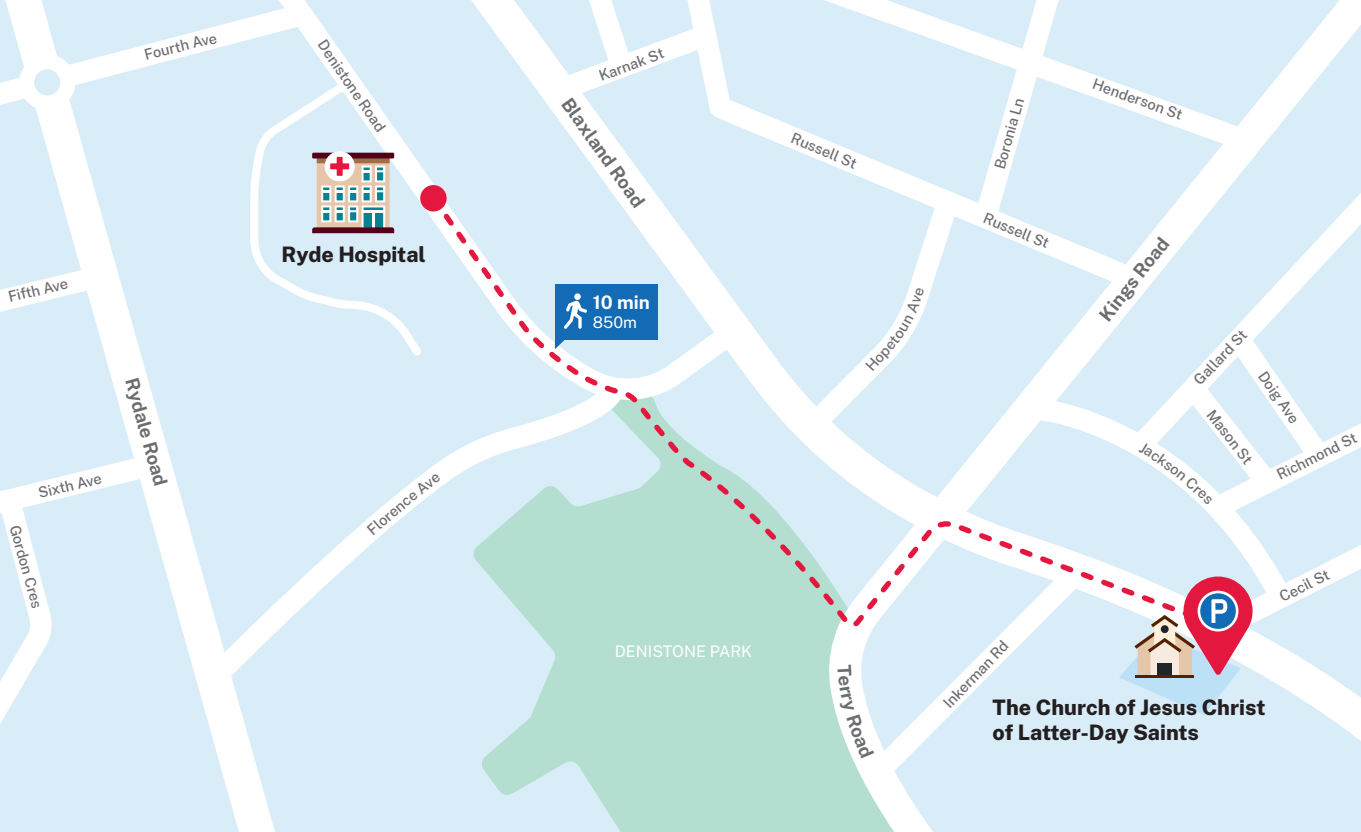 Fourth Ave
Denistone Road
Karnak St
Henderson St
Blaxland Road
Russell St
Boronia Ln
Russell St
Ryde Hospital
Kings Road
Fifth Ave
10 min
850m
Hopetoun Ave
Gallard St
Doig Ave
Rydale Road
Mason St
Richmond St
Jackson Cres
Sixth Ave
Florence Ave
Gordon Cres
Cecil St
P
DENISTONE PARK
Inkerman Rd
Terry Road
The Church of Jesus Christ
of Latter-Day Saints